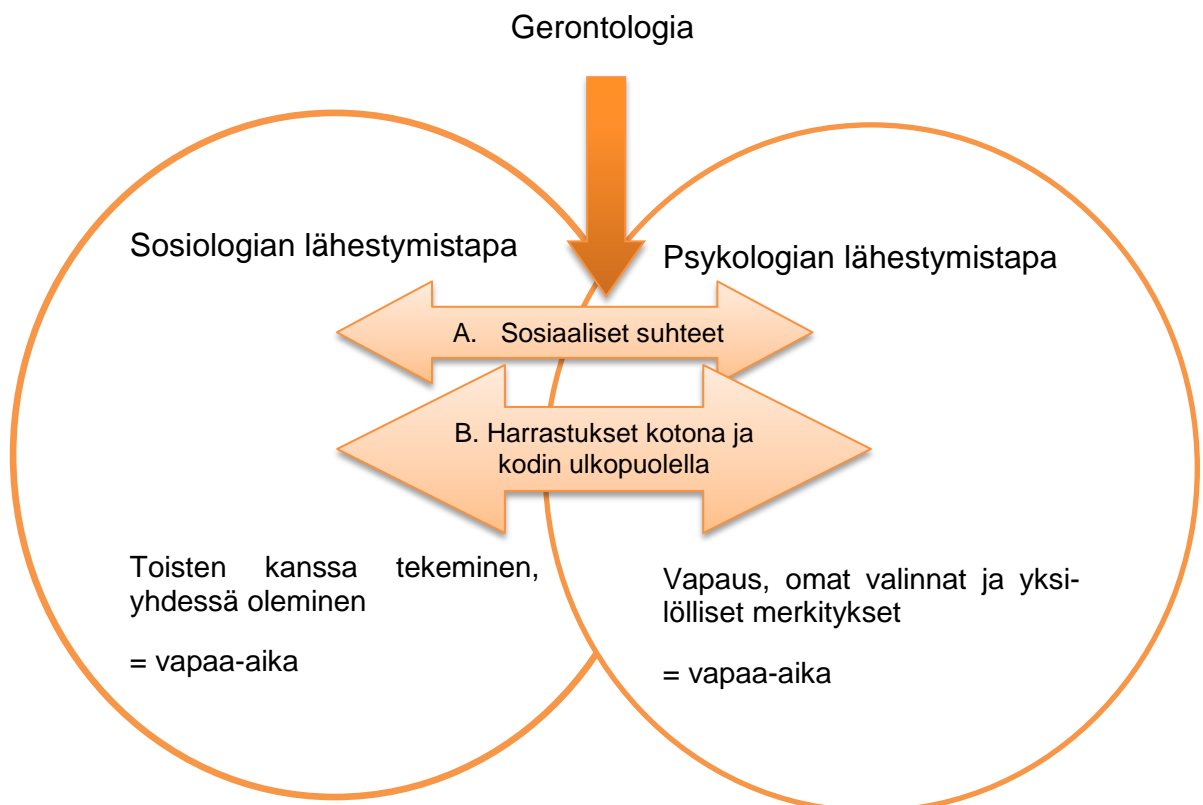 Gerontologia
Sosiologian lähestymistapa
Psykologian lähestymistapa
A. Sosiaaliset suhteet
B. Harrastukset kotona ja
kodin ulkopuolella
Toisten kanssa tekeminen,
yhdessä oleminen
= vapaa-aika
Vapaus, omat valinnat ja yksi-
lölliset merkitykset
= vapaa-aika